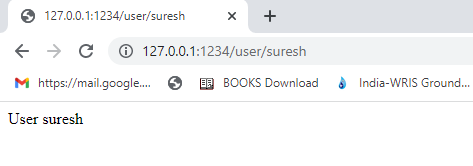 127.0.0.1:1234/user/suresh
127.0.0.1:1234/user/suresh
https://mail.google.... BOOKS Download India-WRIS Ground...
User suresh